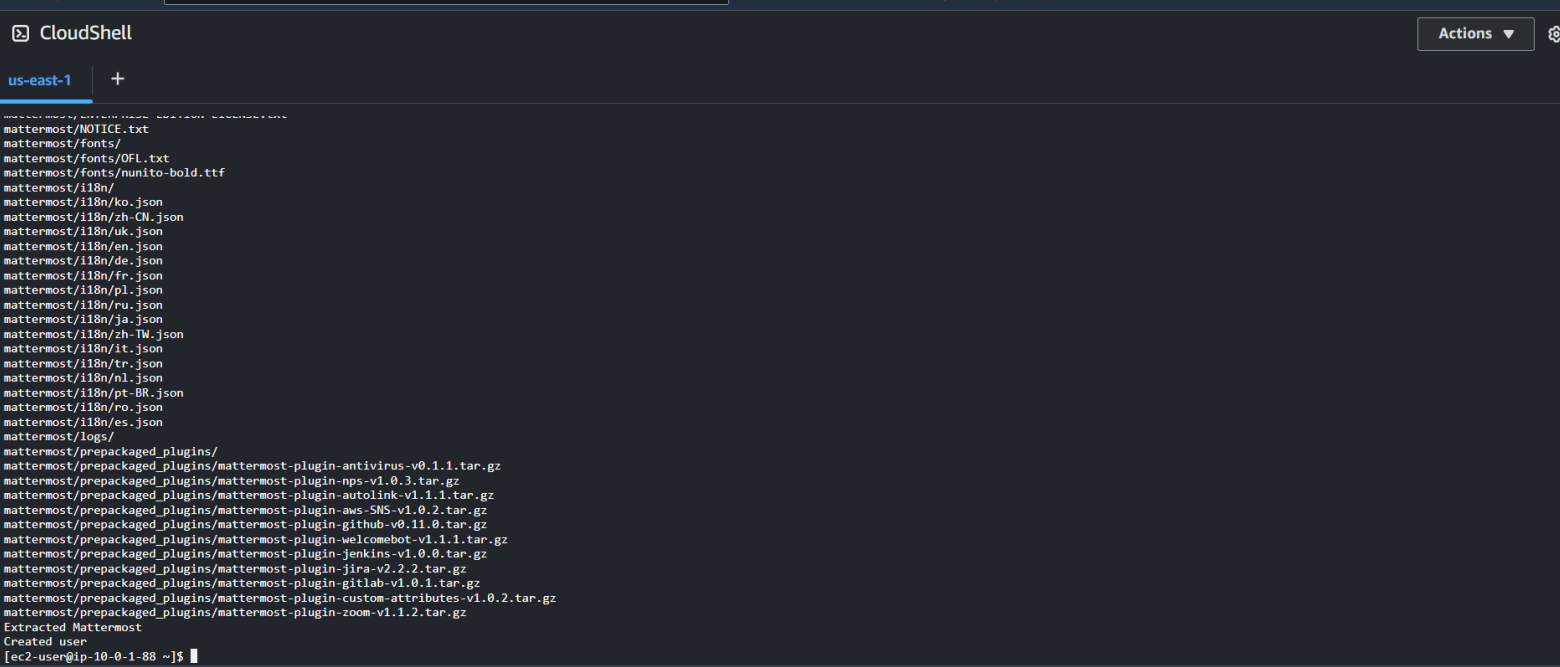 CloudShell
Actions ▼
us-east-1
+
mattermost/ENTERPRISE-EDITION-LICENSE.txt
mattermost/NOTICE.txt
mattermost/fonts/
mattermost/fonts/OFL.txt
mattermost/fonts/nunito-bold.ttf
mattermost/i18n/
mattermost/i18n/ko.json
mattermost/i18n/zh-CN.json
mattermost/i18n/uk.json
mattermost/i18n/en.json
mattermost/i18n/de.json
mattermost/i18n/fr.json
mattermost/i18n/pl.json
mattermost/i18n/ru.json
mattermost/i18n/ja.json
mattermost/i18n/zh-TW.json
mattermost/i18n/it.json
mattermost/i18n/tr.json
mattermost/i18n/nl.json
mattermost/i18n/pt-BR.json
mattermost/i18n/ro.json
mattermost/i18n/es.json
mattermost/logs/
mattermost/prepackaged_plugins/
mattermost/prepackaged_plugins/mattermost-plugin-antivirus-v0.1.1.tar.gz
mattermost/prepackaged_plugins/mattermost-plugin-nps-v1.0.3.tar.gz
mattermost/prepackaged_plugins/mattermost-plugin-autolink-v1.1.1.tar.gz
mattermost/prepackaged_plugins/mattermost-plugin-aws-SNS-v1.0.2.tar.gz
mattermost/prepackaged_plugins/mattermost-plugin-github-v0.11.0.tar.gz
mattermost/prepackaged_plugins/mattermost-plugin-welcomebot-v1.1.1.tar.gz
mattermost/prepackaged_plugins/mattermost-plugin-jenkins-v1.0.0.tar.gz
mattermost/prepackaged_plugins/mattermost-plugin-jira-v2.2.2.tar.gz
mattermost/prepackaged_plugins/mattermost-plugin-gitlab-v1.0.1.tar.gz
mattermost/prepackaged_plugins/mattermost-plugin-custom-attributes-v1.0.2.tar.gz
mattermost/prepackaged_plugins/mattermost-plugin-zoom-v1.1.2.tar.gz
Extracted Mattermost
Created user
[ec2-user@ip-10-0-1-88 ~]$